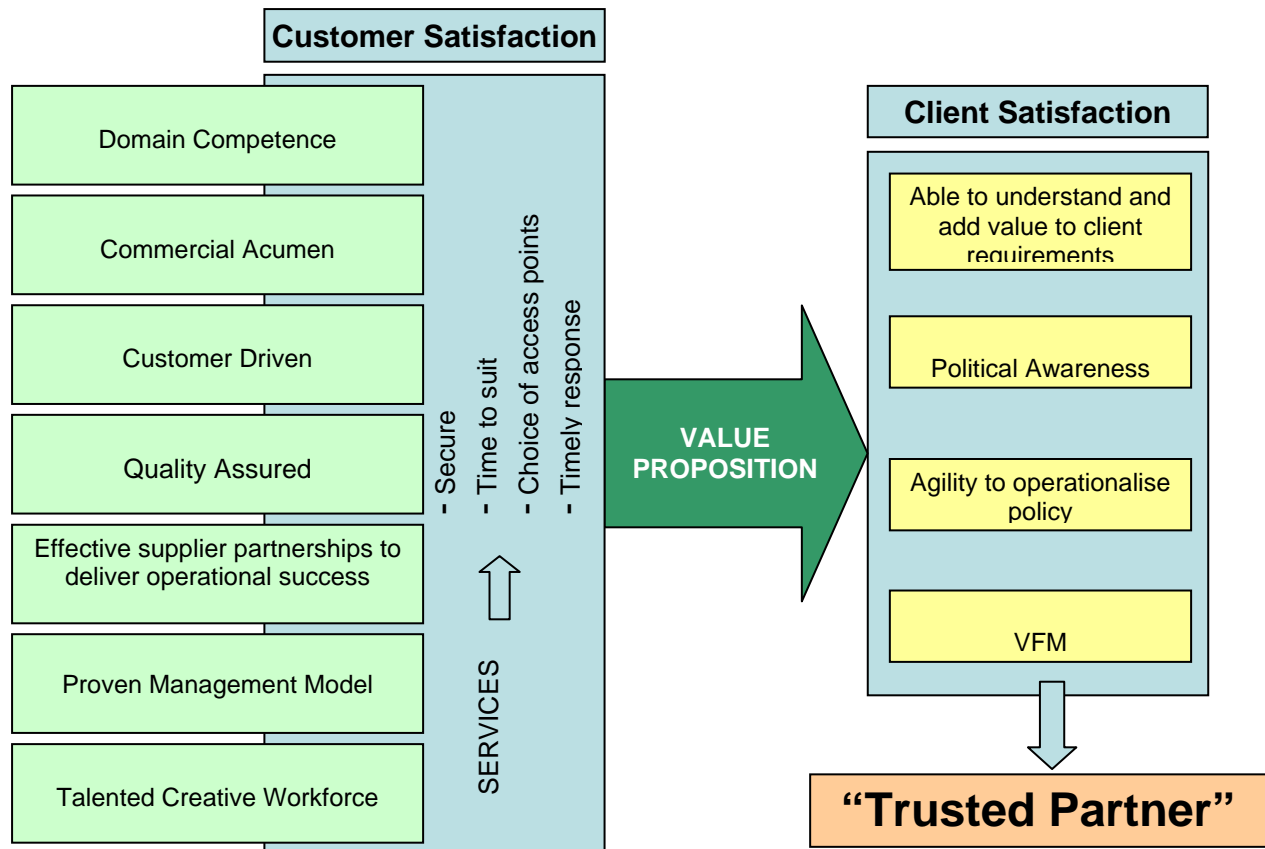 Customer Satisfaction
Domain Competence
Commercial Acumen
Customer Driven
Quality Assured
Effective supplier partnerships to
deliver operational success
Proven Management Model
Talented Creative Workforce
SERVICES
- Secure
- Time to suit
- Choice of access points
- Timely response
VALUE
PROPOSITION
Client Satisfaction
Able to understand and
add value to client
requirements
Political Awareness
Agility to operationalise
policy
VFM
“Trusted Partner”